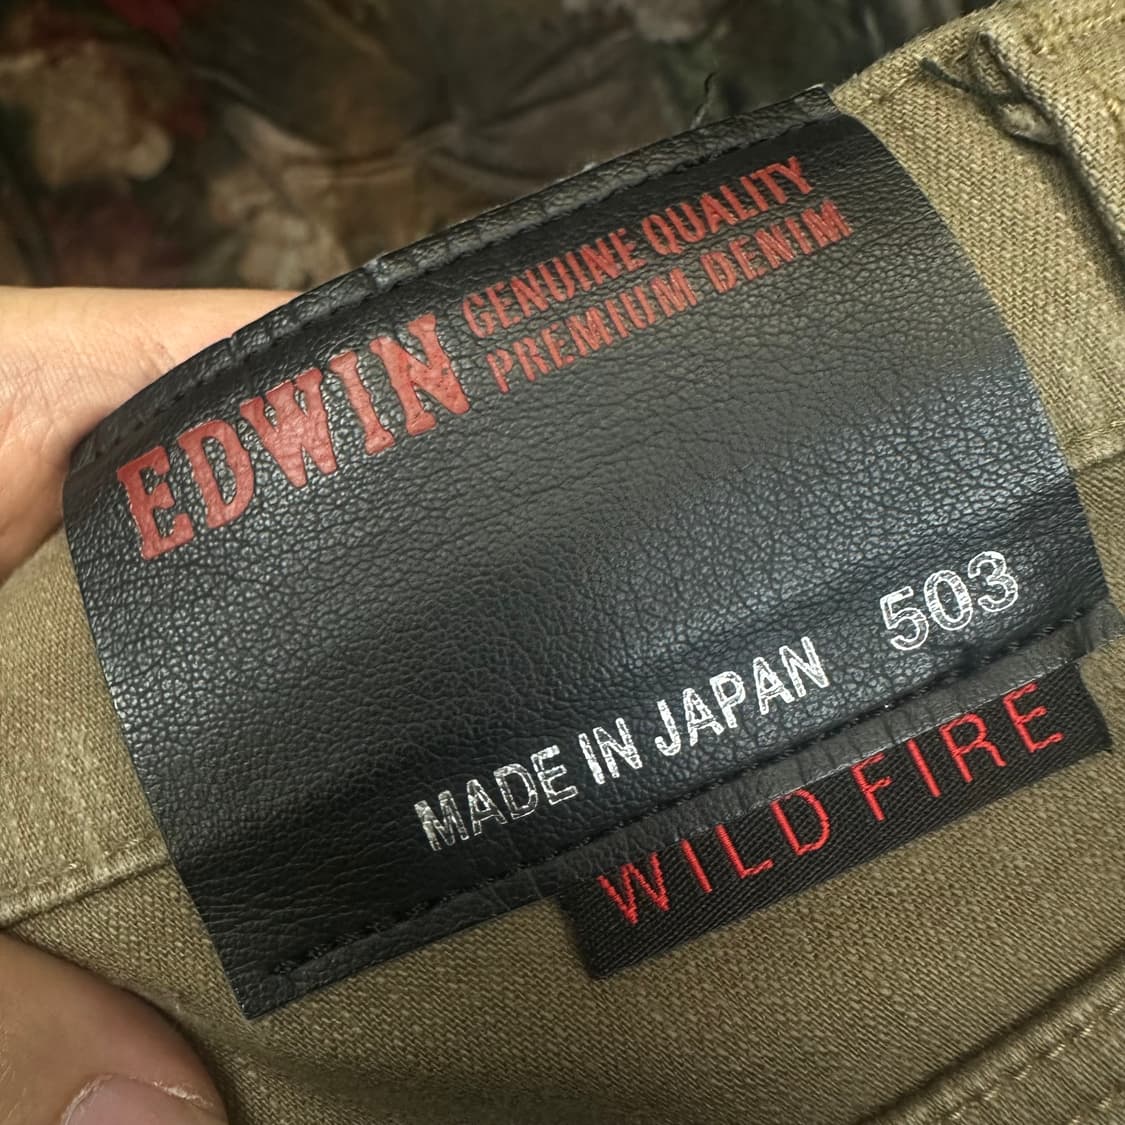 EDWIN
GENUINE QUALITY
PREMIUM DENIM
MADE IN JAPAN 503
WILD FIRE